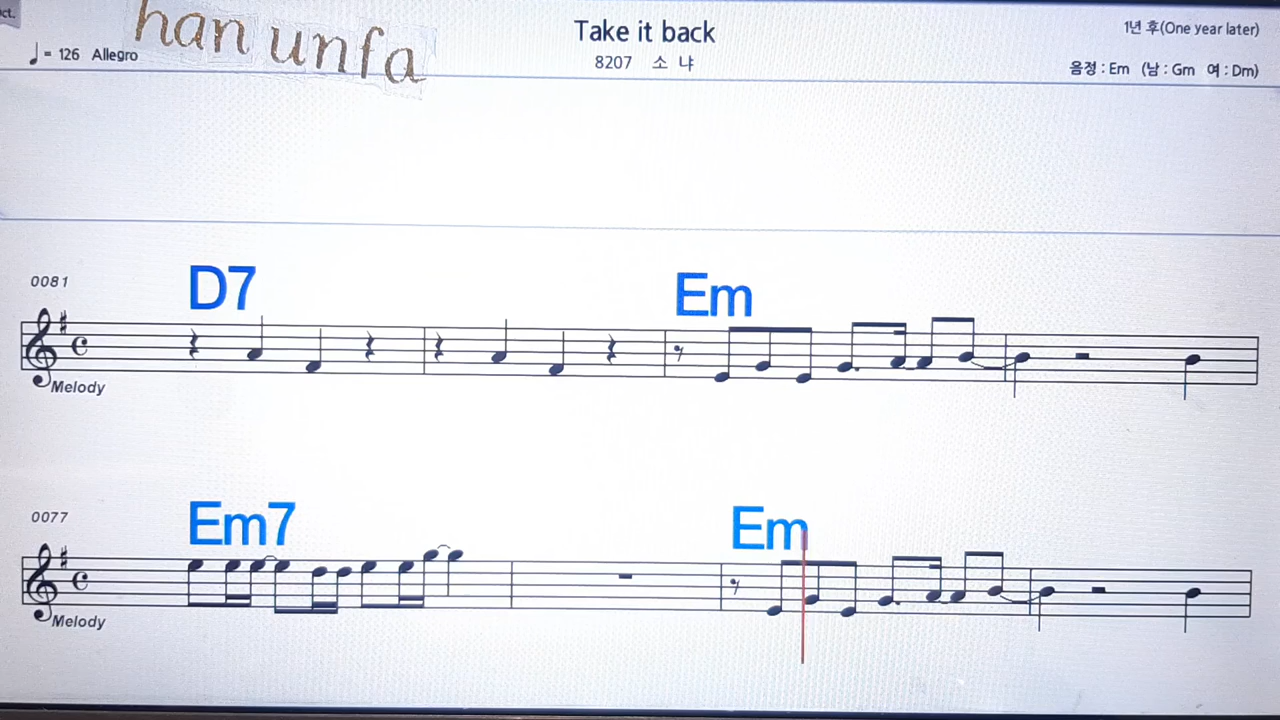 ct.
han unfa
Take it back
1년 후(One year later)
♩= 126 Allegro
8207 소 냐
음정 : Em (남 : Gm 여 : Dm)
0081
D7 Em
Melody
0077
Em7 Em
Melody